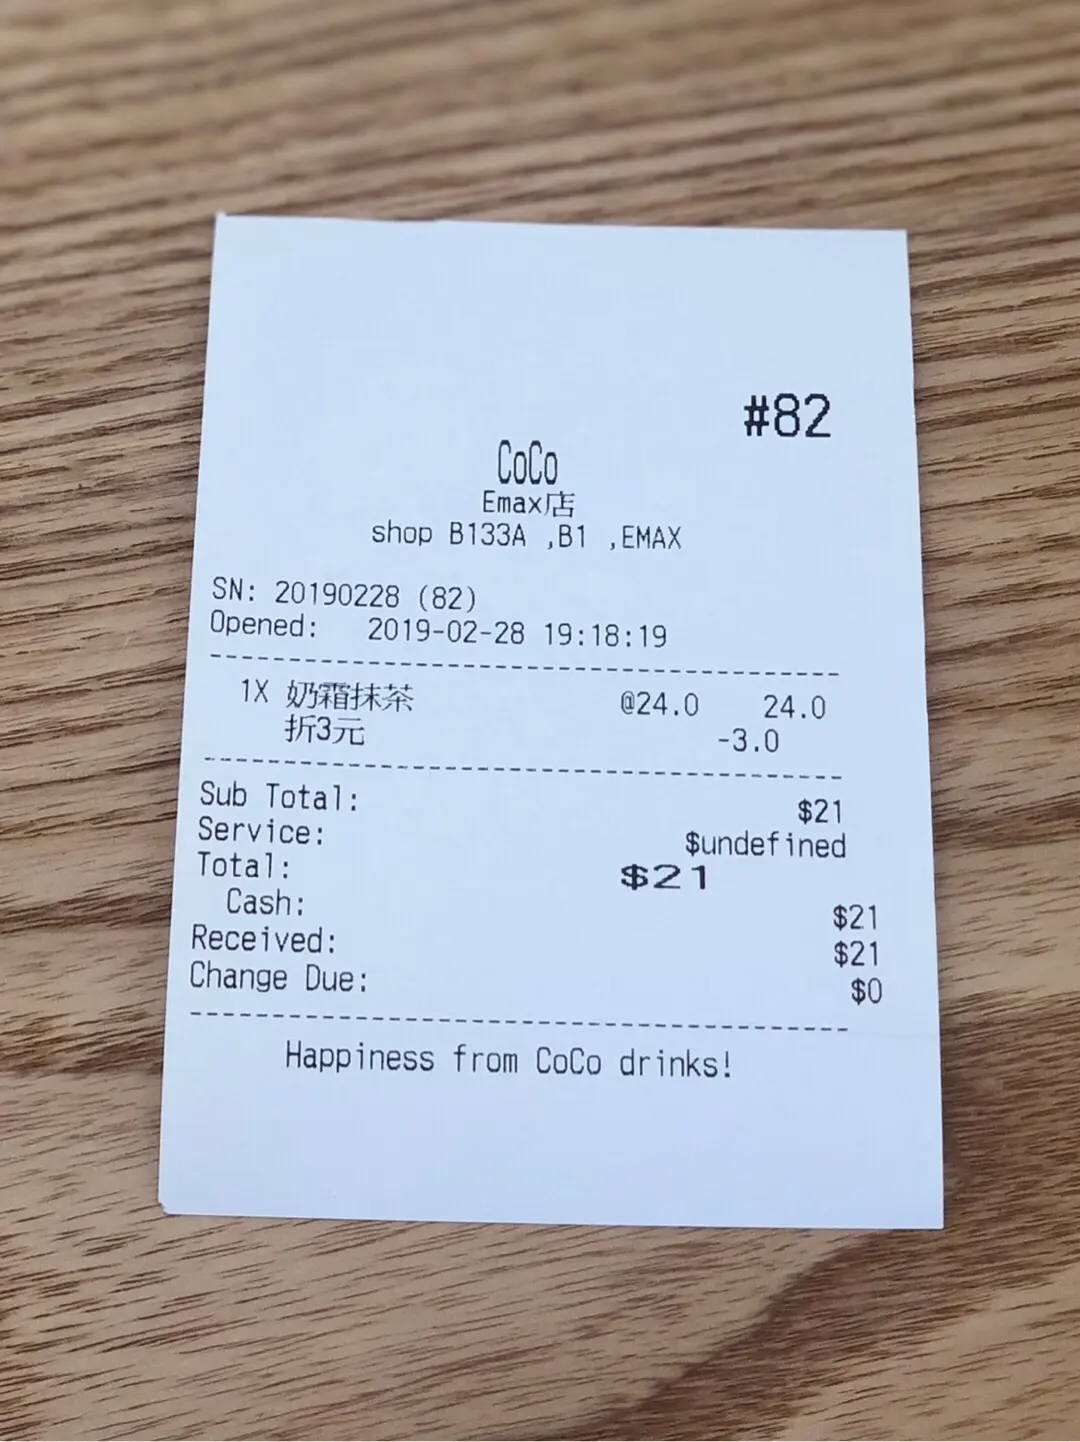 #82
CoCo
Emax店
shop B133A ,B1 ,EMAX
SN: 20190228 (82)
Opened: 2019-02-28 19:18:19
1X 奶霜抹茶 @24.0 24.0
折3元 -3.0
Sub Total: $21
Service: $undefined
Total: $21
Cash: $21
Received: $21
Change Due: $0
Happiness from CoCo drinks!